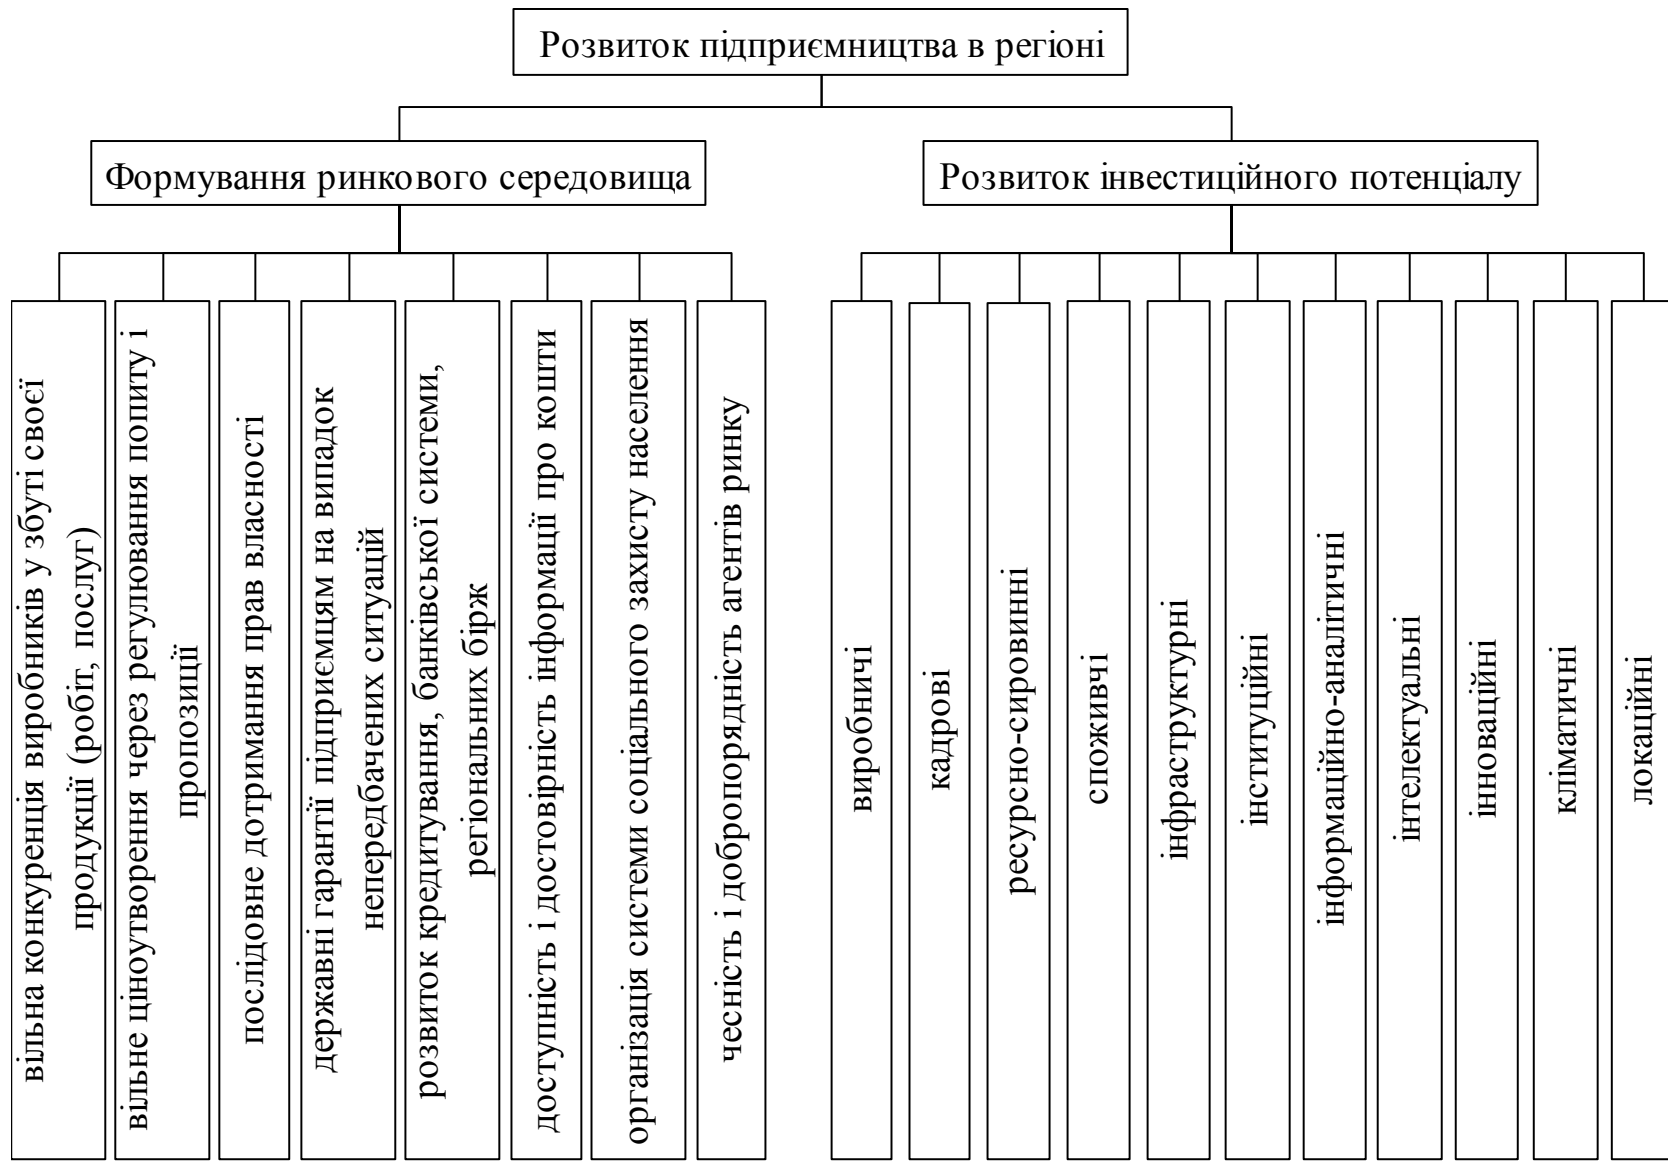 Розвиток підприємництва в регіоні
Формування ринкового середовища
Розвиток інвестиційного потенціалу
вільна конкуренція виробників у збуті своєї
продукції (робіт, послуг)
вільне ціноутворення через регулювання попиту і
пропозиції
послідовне дотримання прав власності
державні гарантії підприємцям на випадок
непередбачених ситуацій
розвиток кредитування, банківської системи,
регіональних бірж
доступність і достовірність інформації про кошти
організація системи соціального захисту населення
чесність і добропорядність агентів ринку
виробничі
кадрові
ресурсно-сировинні
споживчі
інфраструктурні
інституційні
інформаційно-аналітичні
інтелектуальні
інноваційні
кліматичні
локаційні